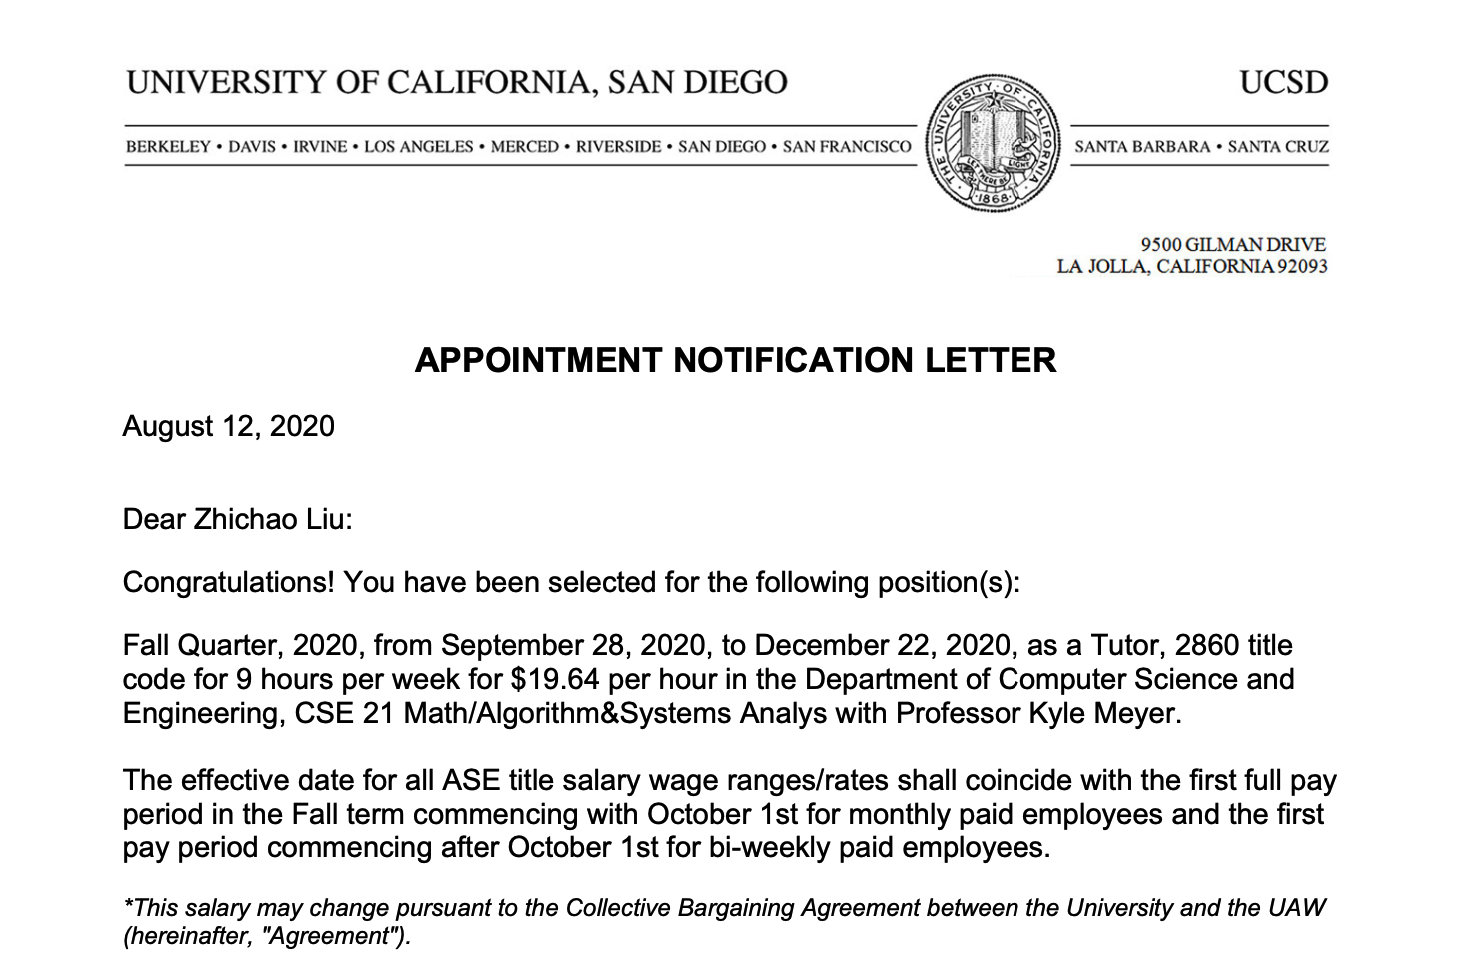 UNIVERSITY OF CALIFORNIA, SAN DIEGO
UCSD
BERKELEY • DAVIS • IRVINE • LOS ANGELES • MERCED • RIVERSIDE • SAN DIEGO • SAN FRANCISCO
SANTA BARBARA • SANTA CRUZ
THE • UNIVERSITY • OF • CALIFORNIA •
LET THERE BE LIGHT
•1868•
9500 GILMAN DRIVE
LA JOLLA, CALIFORNIA 92093
APPOINTMENT NOTIFICATION LETTER
August 12, 2020
Dear Zhichao Liu:
Congratulations! You have been selected for the following position(s):
Fall Quarter, 2020, from September 28, 2020, to December 22, 2020, as a Tutor, 2860 title
code for 9 hours per week for $19.64 per hour in the Department of Computer Science and
Engineering, CSE 21 Math/Algorithm&Systems Analys with Professor Kyle Meyer.
The effective date for all ASE title salary wage ranges/rates shall coincide with the first full pay
period in the Fall term commencing with October 1st for monthly paid employees and the first
pay period commencing after October 1st for bi-weekly paid employees.
*This salary may change pursuant to the Collective Bargaining Agreement between the University and the UAW
(hereinafter, "Agreement").